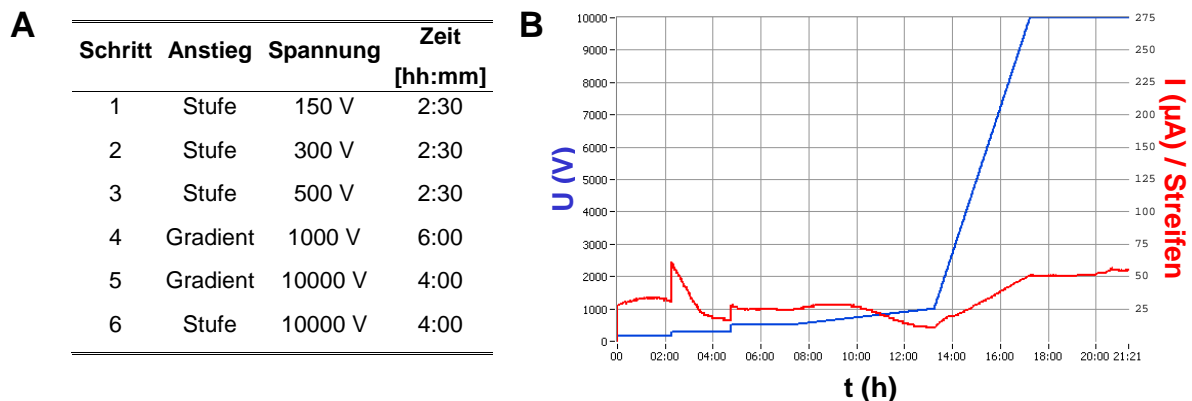 A
Schritt Anstieg Spannung Zeit [hh:mm]
1 Stufe 150 V 2:30
2 Stufe 300 V 2:30
3 Stufe 500 V 2:30
4 Gradient 1000 V 6:00
5 Gradient 10000 V 4:00
6 Stufe 10000 V 4:00
B
U (V)
10000
9000
8000
7000
6000
5000
4000
3000
2000
1000
0
275
250
225
200
175
150
125
100
75
50
25
I (µA) / Streifen
00 02:00 04:00 06:00 08:00 10:00 12:00 14:00 16:00 18:00 20:00 21:21
t (h)